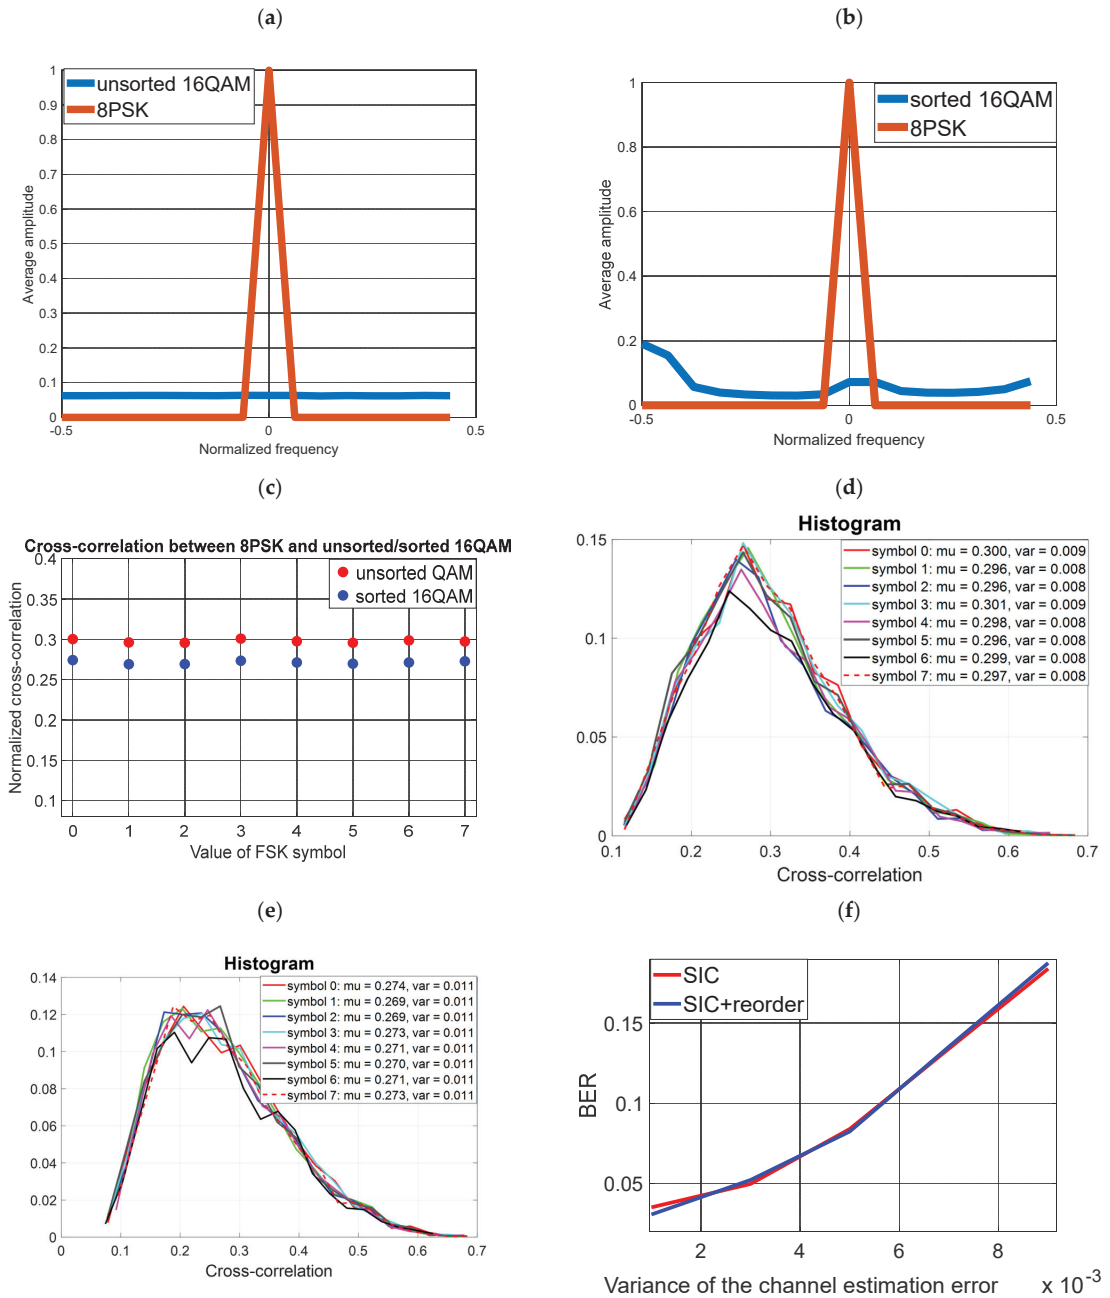 (a)
unsorted 16QAM
8PSK
1
0.9
0.8
0.7
0.6
0.5
0.4
0.3
0.2
0.1
0
Average amplitude
-0.5
0
0.5
Normalized frequency
(b)
sorted 16QAM
8PSK
1
0.8
0.6
0.4
0.2
0
Average amplitude
-0.5
0
0.5
Normalized frequency
(c)
Cross-correlation between 8PSK and unsorted/sorted 16QAM
unsorted QAM
sorted 16QAM
0.4
0.35
0.3
0.25
0.2
0.15
0.1
Normalized cross-correlation
0 1 2 3 4 5 6 7
Value of FSK symbol
(d)
Histogram
symbol 0: mu = 0.300, var = 0.009
symbol 1: mu = 0.296, var = 0.008
symbol 2: mu = 0.296, var = 0.008
symbol 3: mu = 0.301, var = 0.009
symbol 4: mu = 0.298, var = 0.008
symbol 5: mu = 0.296, var = 0.008
symbol 6: mu = 0.299, var = 0.008
symbol 7: mu = 0.297, var = 0.008
0.15
0.1
0.05
0
0.1 0.2 0.3 0.4 0.5 0.6 0.7
Cross-correlation
(e)
Histogram
symbol 0: mu = 0.274, var = 0.011
symbol 1: mu = 0.269, var = 0.011
symbol 2: mu = 0.269, var = 0.011
symbol 3: mu = 0.273, var = 0.011
symbol 4: mu = 0.271, var = 0.011
symbol 5: mu = 0.270, var = 0.011
symbol 6: mu = 0.271, var = 0.011
symbol 7: mu = 0.273, var = 0.011
0.14
0.12
0.1
0.08
0.06
0.04
0.02
0
0 0.1 0.2 0.3 0.4 0.5 0.6 0.7
Cross-correlation
(f)
SIC
SIC+reorder
0.15
0.1
0.05
BER
2 4 6 8
Variance of the channel estimation error x 10-3